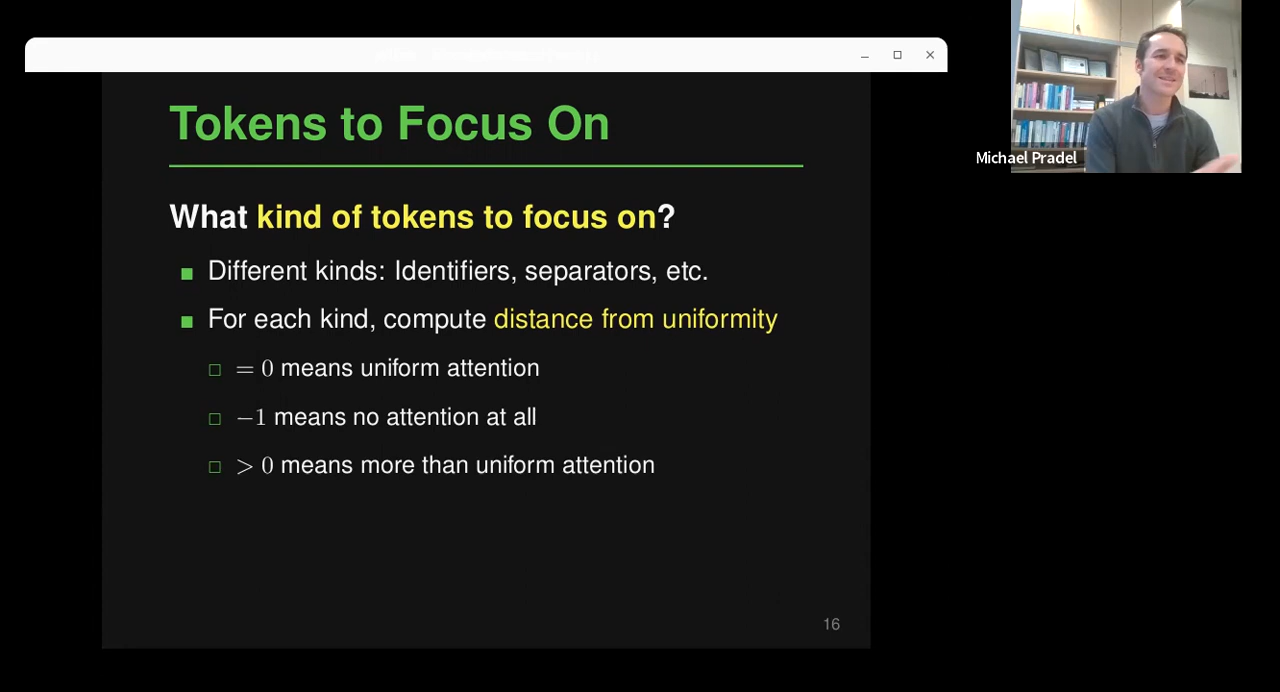 Tokens to Focus On
What kind of tokens to focus on?
Different kinds: Identifiers, separators, etc.
For each kind, compute distance from uniformity
= 0 means uniform attention
−1 means no attention at all
> 0 means more than uniform attention
16
Michael Pradel